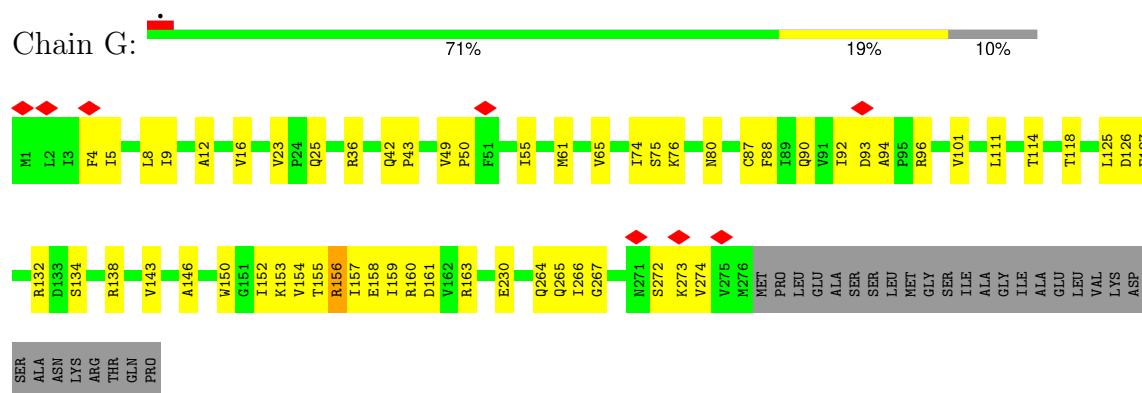 Chain G:
71% 19% 10%
M1 L2 I3 F4 I5 L8 I9 A12 V16 V23 P24 Q25 R36 Q42 P43 V49 P50 F51 I55 M61 V65 I74 S75 K76 N80 C87 F88 I89 Q90 V91 I92 D93 A94 P95 R96 V101 L111 T114 T118 L125 D126
R132 D133 S134 R138 V143 A146 W150 G151 I152 K153 V154 T155 R156 I157 E158 I159 R160 D161 V162 R163 E230 Q264 Q265 I266 G267 N271 S272 K273 V274 V275 M276 MET PRO LEU GLU ALA SER SER LEU MET GLY SER ILE ALA GLY ILE ALA GLU LEU VAL LYS ASP
SER ALA ASN LYS ARG THR GLN PRO